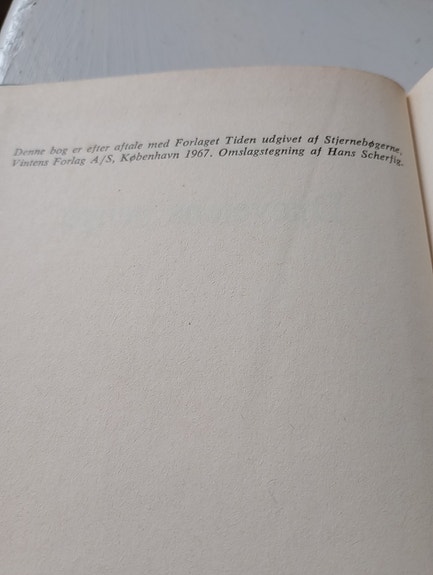 Denne bog er efter aftale med Forlaget Tiden udgivet af Stjernebøgerne,
Vintens Forlag A/S, København 1967. Omslagstegning af Hans Scherfig.